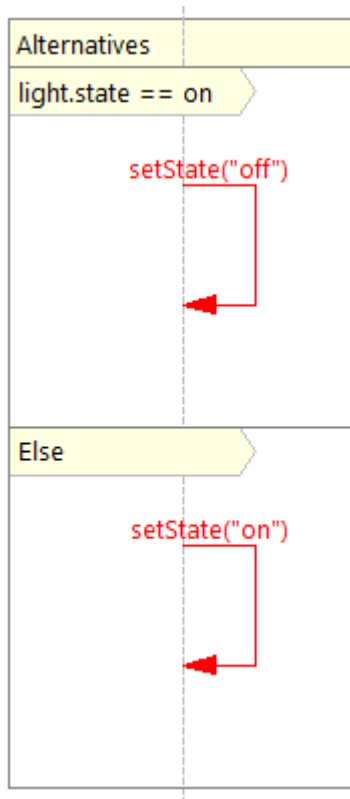 Alternatives
light.state == on
setState("off")
Else
setState("on")